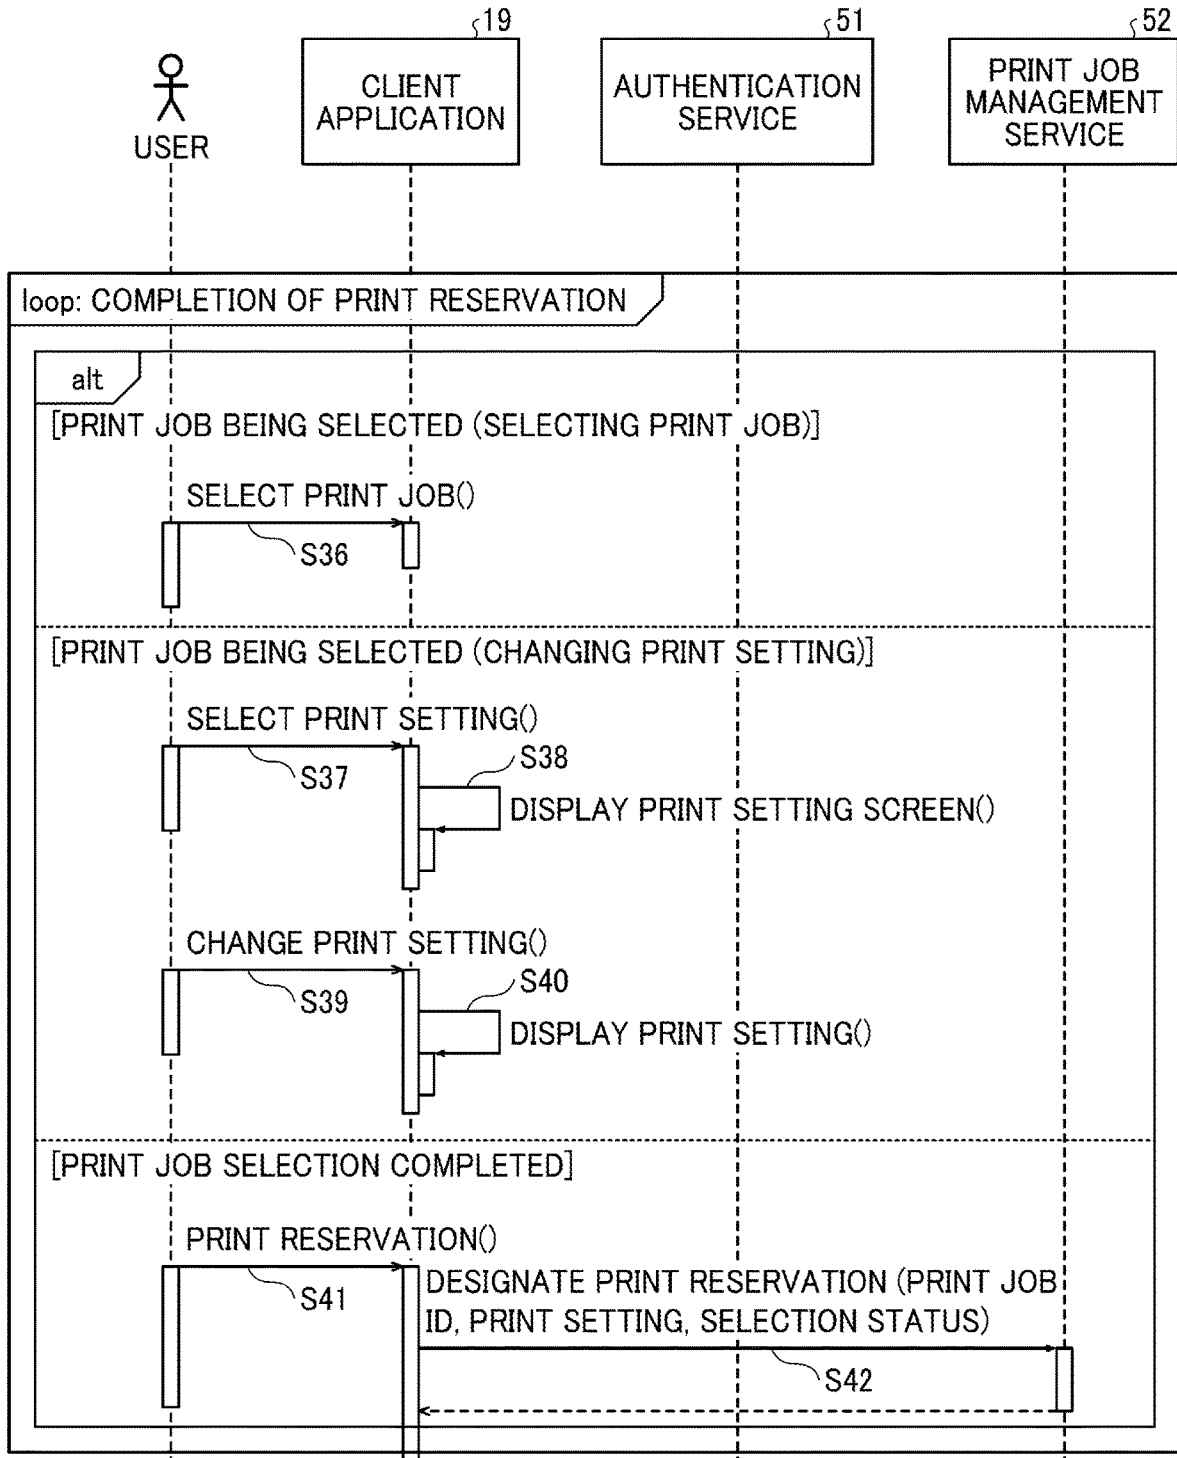 19
51
52
CLIENT
APPLICATION
AUTHENTICATION
SERVICE
PRINT JOB
MANAGEMENT
SERVICE
USER
loop: COMPLETION OF PRINT RESERVATION
alt
[PRINT JOB BEING SELECTED (SELECTING PRINT JOB)]
SELECT PRINT JOB()
S36
[PRINT JOB BEING SELECTED (CHANGING PRINT SETTING)]
SELECT PRINT SETTING()
S37
S38
DISPLAY PRINT SETTING SCREEN()
CHANGE PRINT SETTING()
S39
S40
DISPLAY PRINT SETTING()
[PRINT JOB SELECTION COMPLETED]
PRINT RESERVATION()
S41
DESIGNATE PRINT RESERVATION (PRINT JOB
ID, PRINT SETTING, SELECTION STATUS)
S42